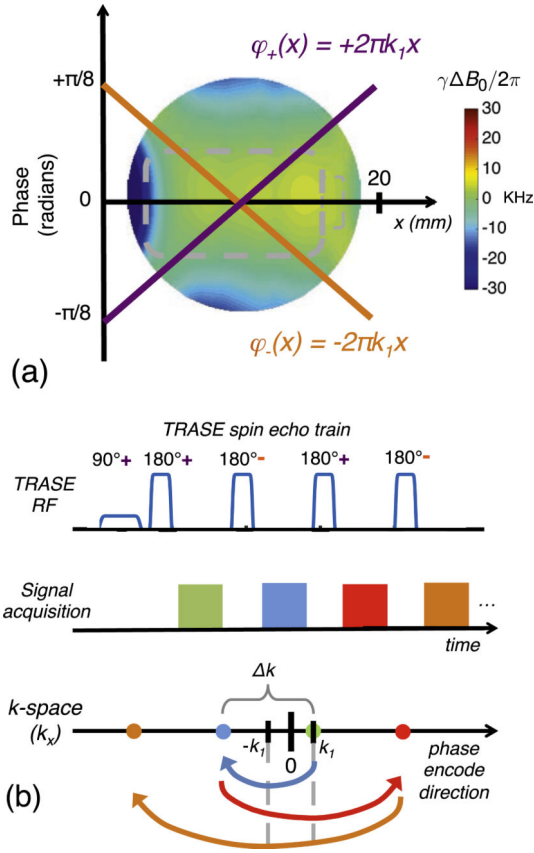 φ₊(x) = +2πk₁x
+π/8
γΔB₀/2π
30
20
10
0
-10
-20
-30
KHz
Phase
(radians)
0
20
x (mm)
-π/8
φ₋(x) = -2πk₁x
(a)
TRASE spin echo train
90°+ 180°+ 180°- 180°+ 180°-
TRASE
RF
Signal
acquisition
...
time
Δk
k-space
(kₓ)
-k₁
0
k₁
phase
encode
direction
(b)